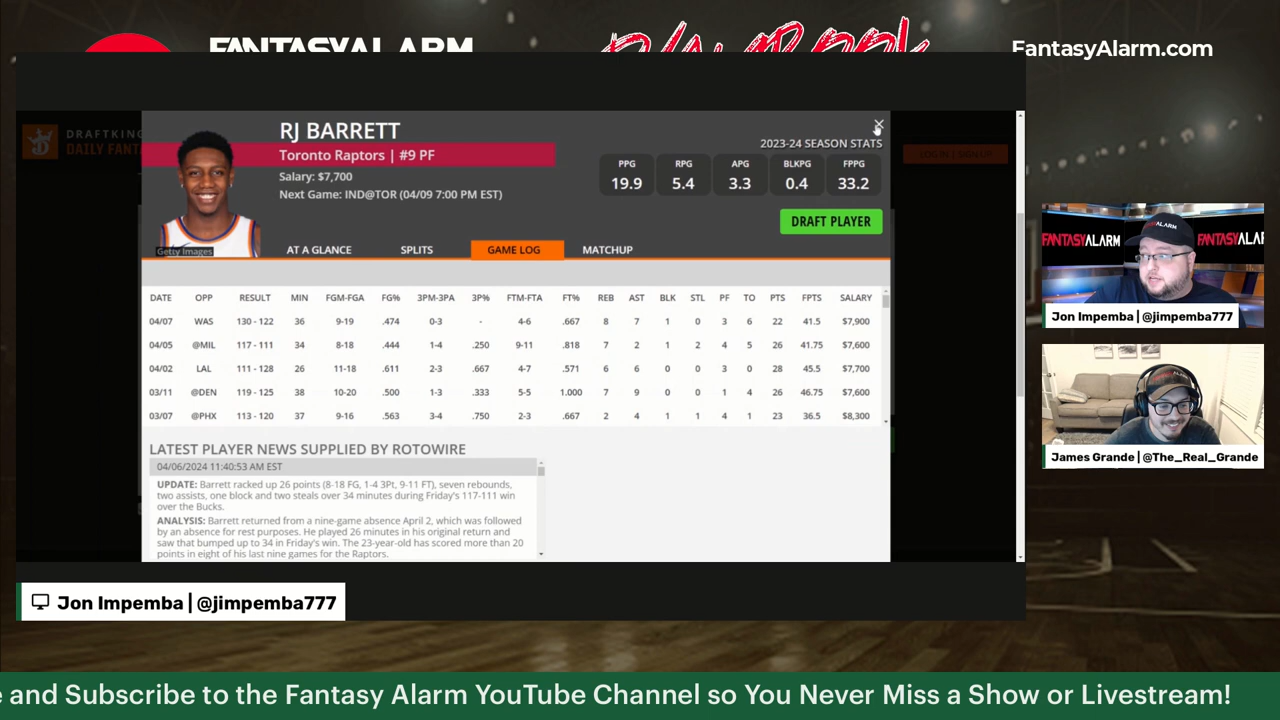 FANTASYALARM
PLAYBOOK
FantasyAlarm.com
DRAFTKIN
DAILY FANT
LOG IN / SIGN UP
RJ BARRETT
Toronto Raptors | #9 PF
Salary: $7,700
Next Game: IND@TOR (04/09 7:00 PM EST)
2023-24 SEASON STATS
PPG RPG APG BLKPG FPPG
19.9 5.4 3.3 0.4 33.2
DRAFT PLAYER
Getty Images
AT A GLANCE SPLITS GAME LOG MATCHUP
DATE OPP RESULT MIN FGM-FGA FG% 3PM-3PA 3P% FTM-FTA FT% REB AST BLK STL PF TO PTS FPTS SALARY
04/07 WAS 130 - 122 36 9-19 .474 0-3 - 4-6 .667 8 7 1 0 3 6 22 41.5 $7,900
04/05 @MIL 117 - 111 34 8-18 .444 1-4 .250 9-11 .818 7 2 1 2 4 5 26 41.75 $7,600
04/02 LAL 111 - 128 26 11-18 .611 2-3 .667 4-7 .571 6 6 0 0 3 0 28 45.5 $7,700
03/11 @DEN 119 - 125 38 10-20 .500 1-3 .333 5-5 1.000 7 9 0 0 1 4 26 46.75 $7,600
03/07 @PHX 113 - 120 37 9-16 .563 3-4 .750 2-3 .667 2 4 1 1 4 1 23 36.5 $8,300
LATEST PLAYER NEWS SUPPLIED BY ROTOWIRE
04/06/2024 11:40:53 AM EST
UPDATE: Barrett racked up 26 points (8-18 FG, 1-4 3Pt, 9-11 FT), seven rebounds,
two assists, one block and two steals over 34 minutes during Friday's 117-111 win
over the Bucks.
ANALYSIS: Barrett returned from a nine-game absence April 2, which was followed
by an absence for rest purposes. He played 26 minutes in his original return and
saw that bumped up to 34 in Friday's win. The 23-year-old has scored more than 20
points in eight of his last nine games for the Raptors.
FANTASYALARM
FANTASYALAR
ALARM
Jon Impemba | @jimpemba777
James Grande | @The_Real_Grande
Jon Impemba | @jimpemba777
e and Subscribe to the Fantasy Alarm YouTube Channel so You Never Miss a Show or Livestream!